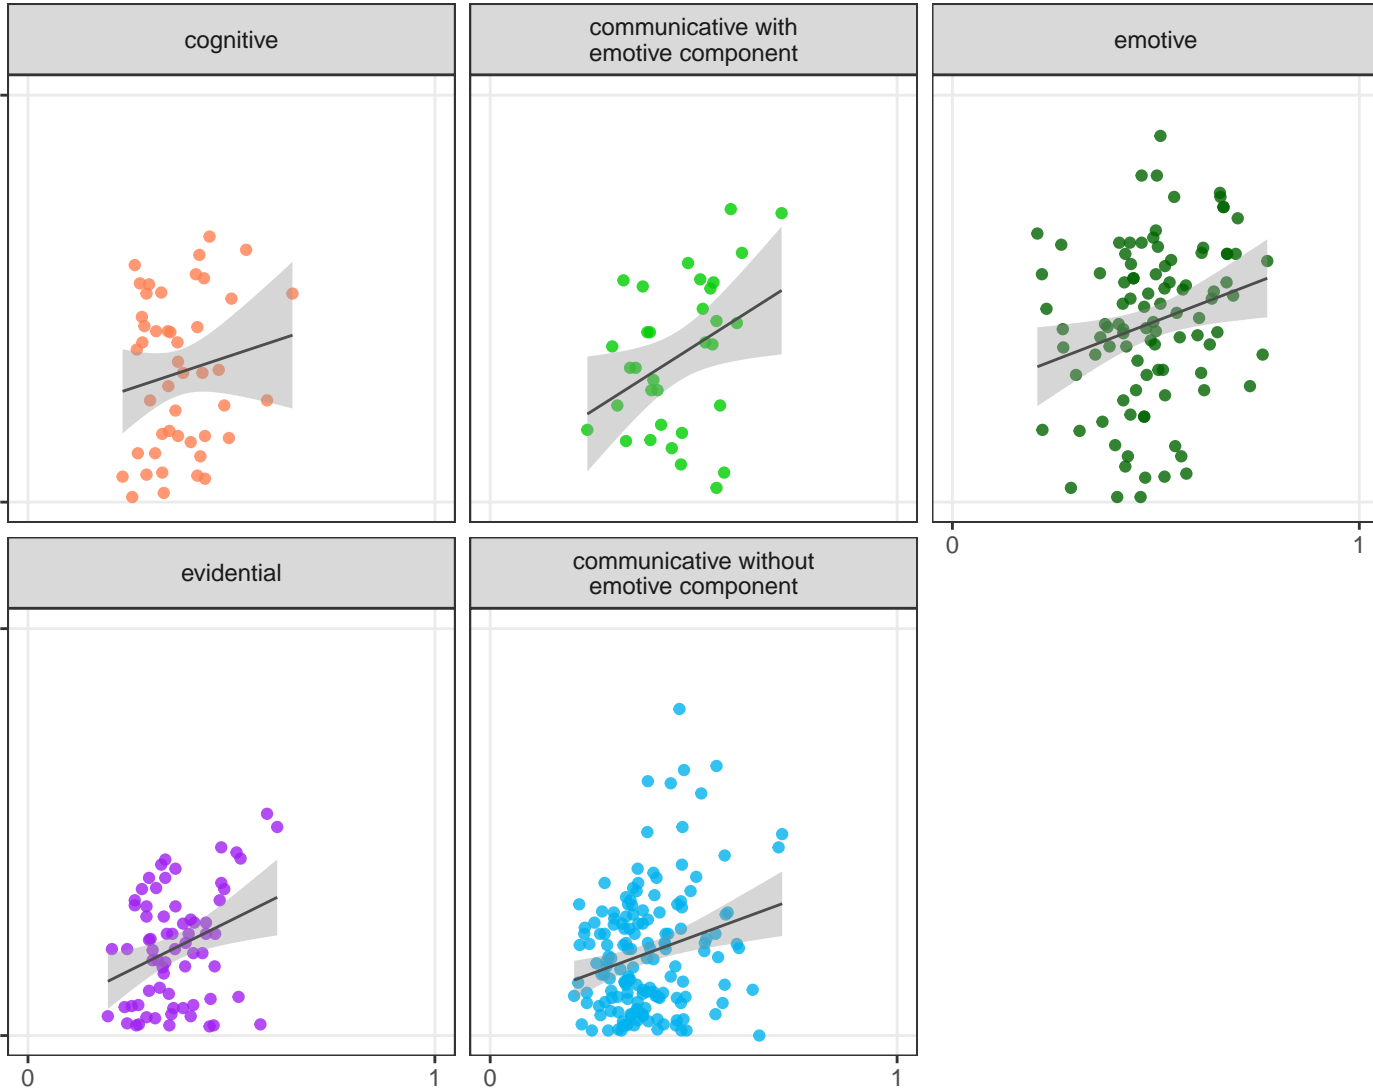 cognitive
communicative with
emotive component
emotive
0
1
evidential
communicative without
emotive component
0
1
0
1